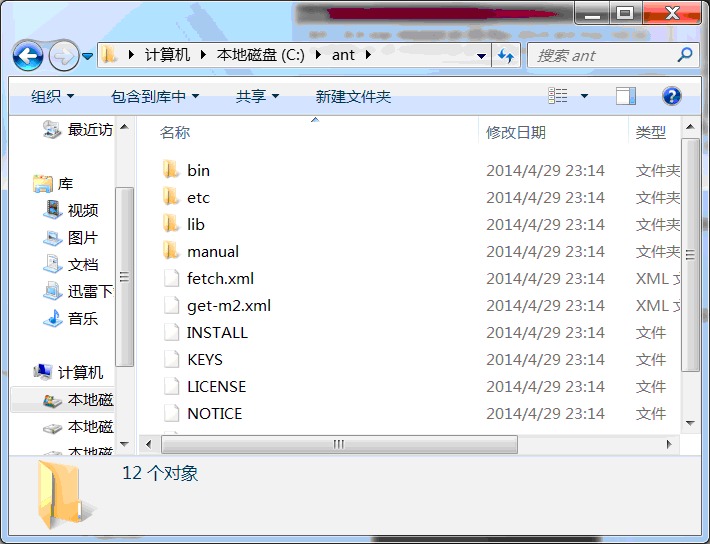 计算机 本地磁盘 (C:) ant 搜索 ant
组织 包含到库中 共享 新建文件夹
最近访
库
视频
图片
文档
迅雷下
音乐
计算机
本地磁
本地磁
本地磁
名称 修改日期 类型
bin 2014/4/29 23:14 文件夹
etc 2014/4/29 23:14 文件夹
lib 2014/4/29 23:14 文件夹
manual 2014/4/29 23:14 文件夹
fetch.xml 2014/4/29 23:14 XML 文
get-m2.xml 2014/4/29 23:14 XML 文
INSTALL 2014/4/29 23:14 文件
KEYS 2014/4/29 23:14 文件
LICENSE 2014/4/29 23:14 文件
NOTICE 2014/4/29 23:14 文件
12 个对象